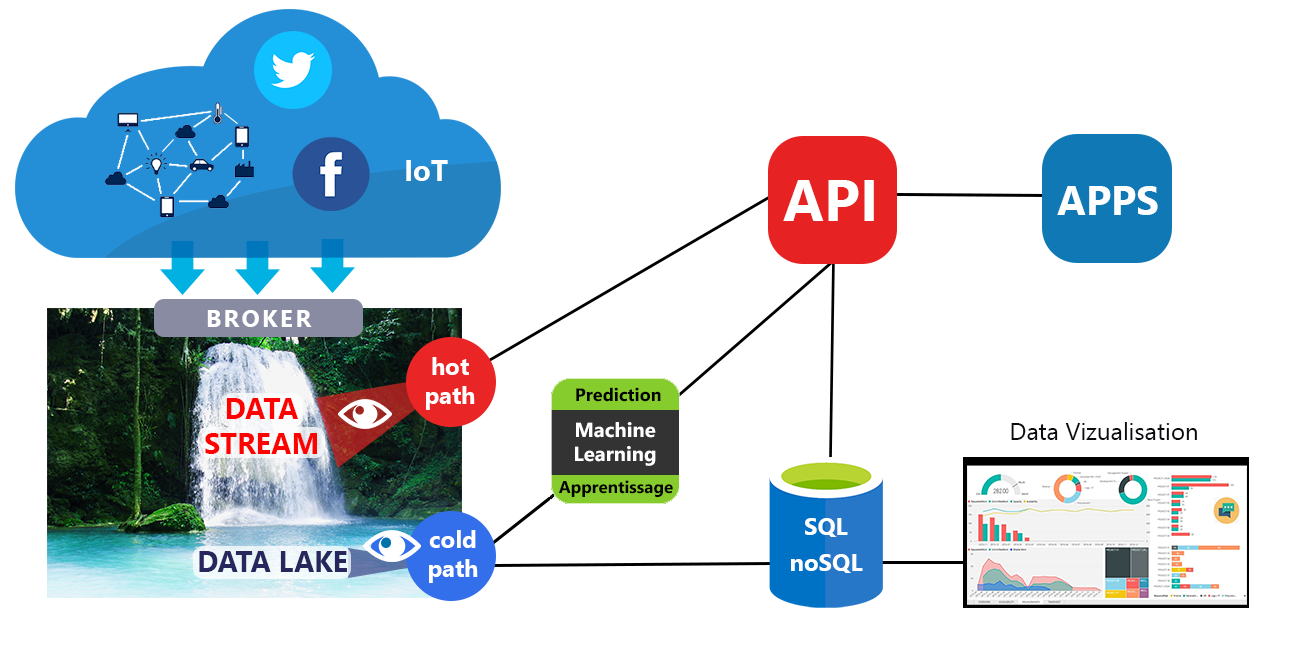 IoT
BROKER
DATA
STREAM
hot
path
DATA LAKE
cold
path
Prediction
Machine
Learning
Apprentissage
API
APPS
SQL
noSQL
Data Vizualisation